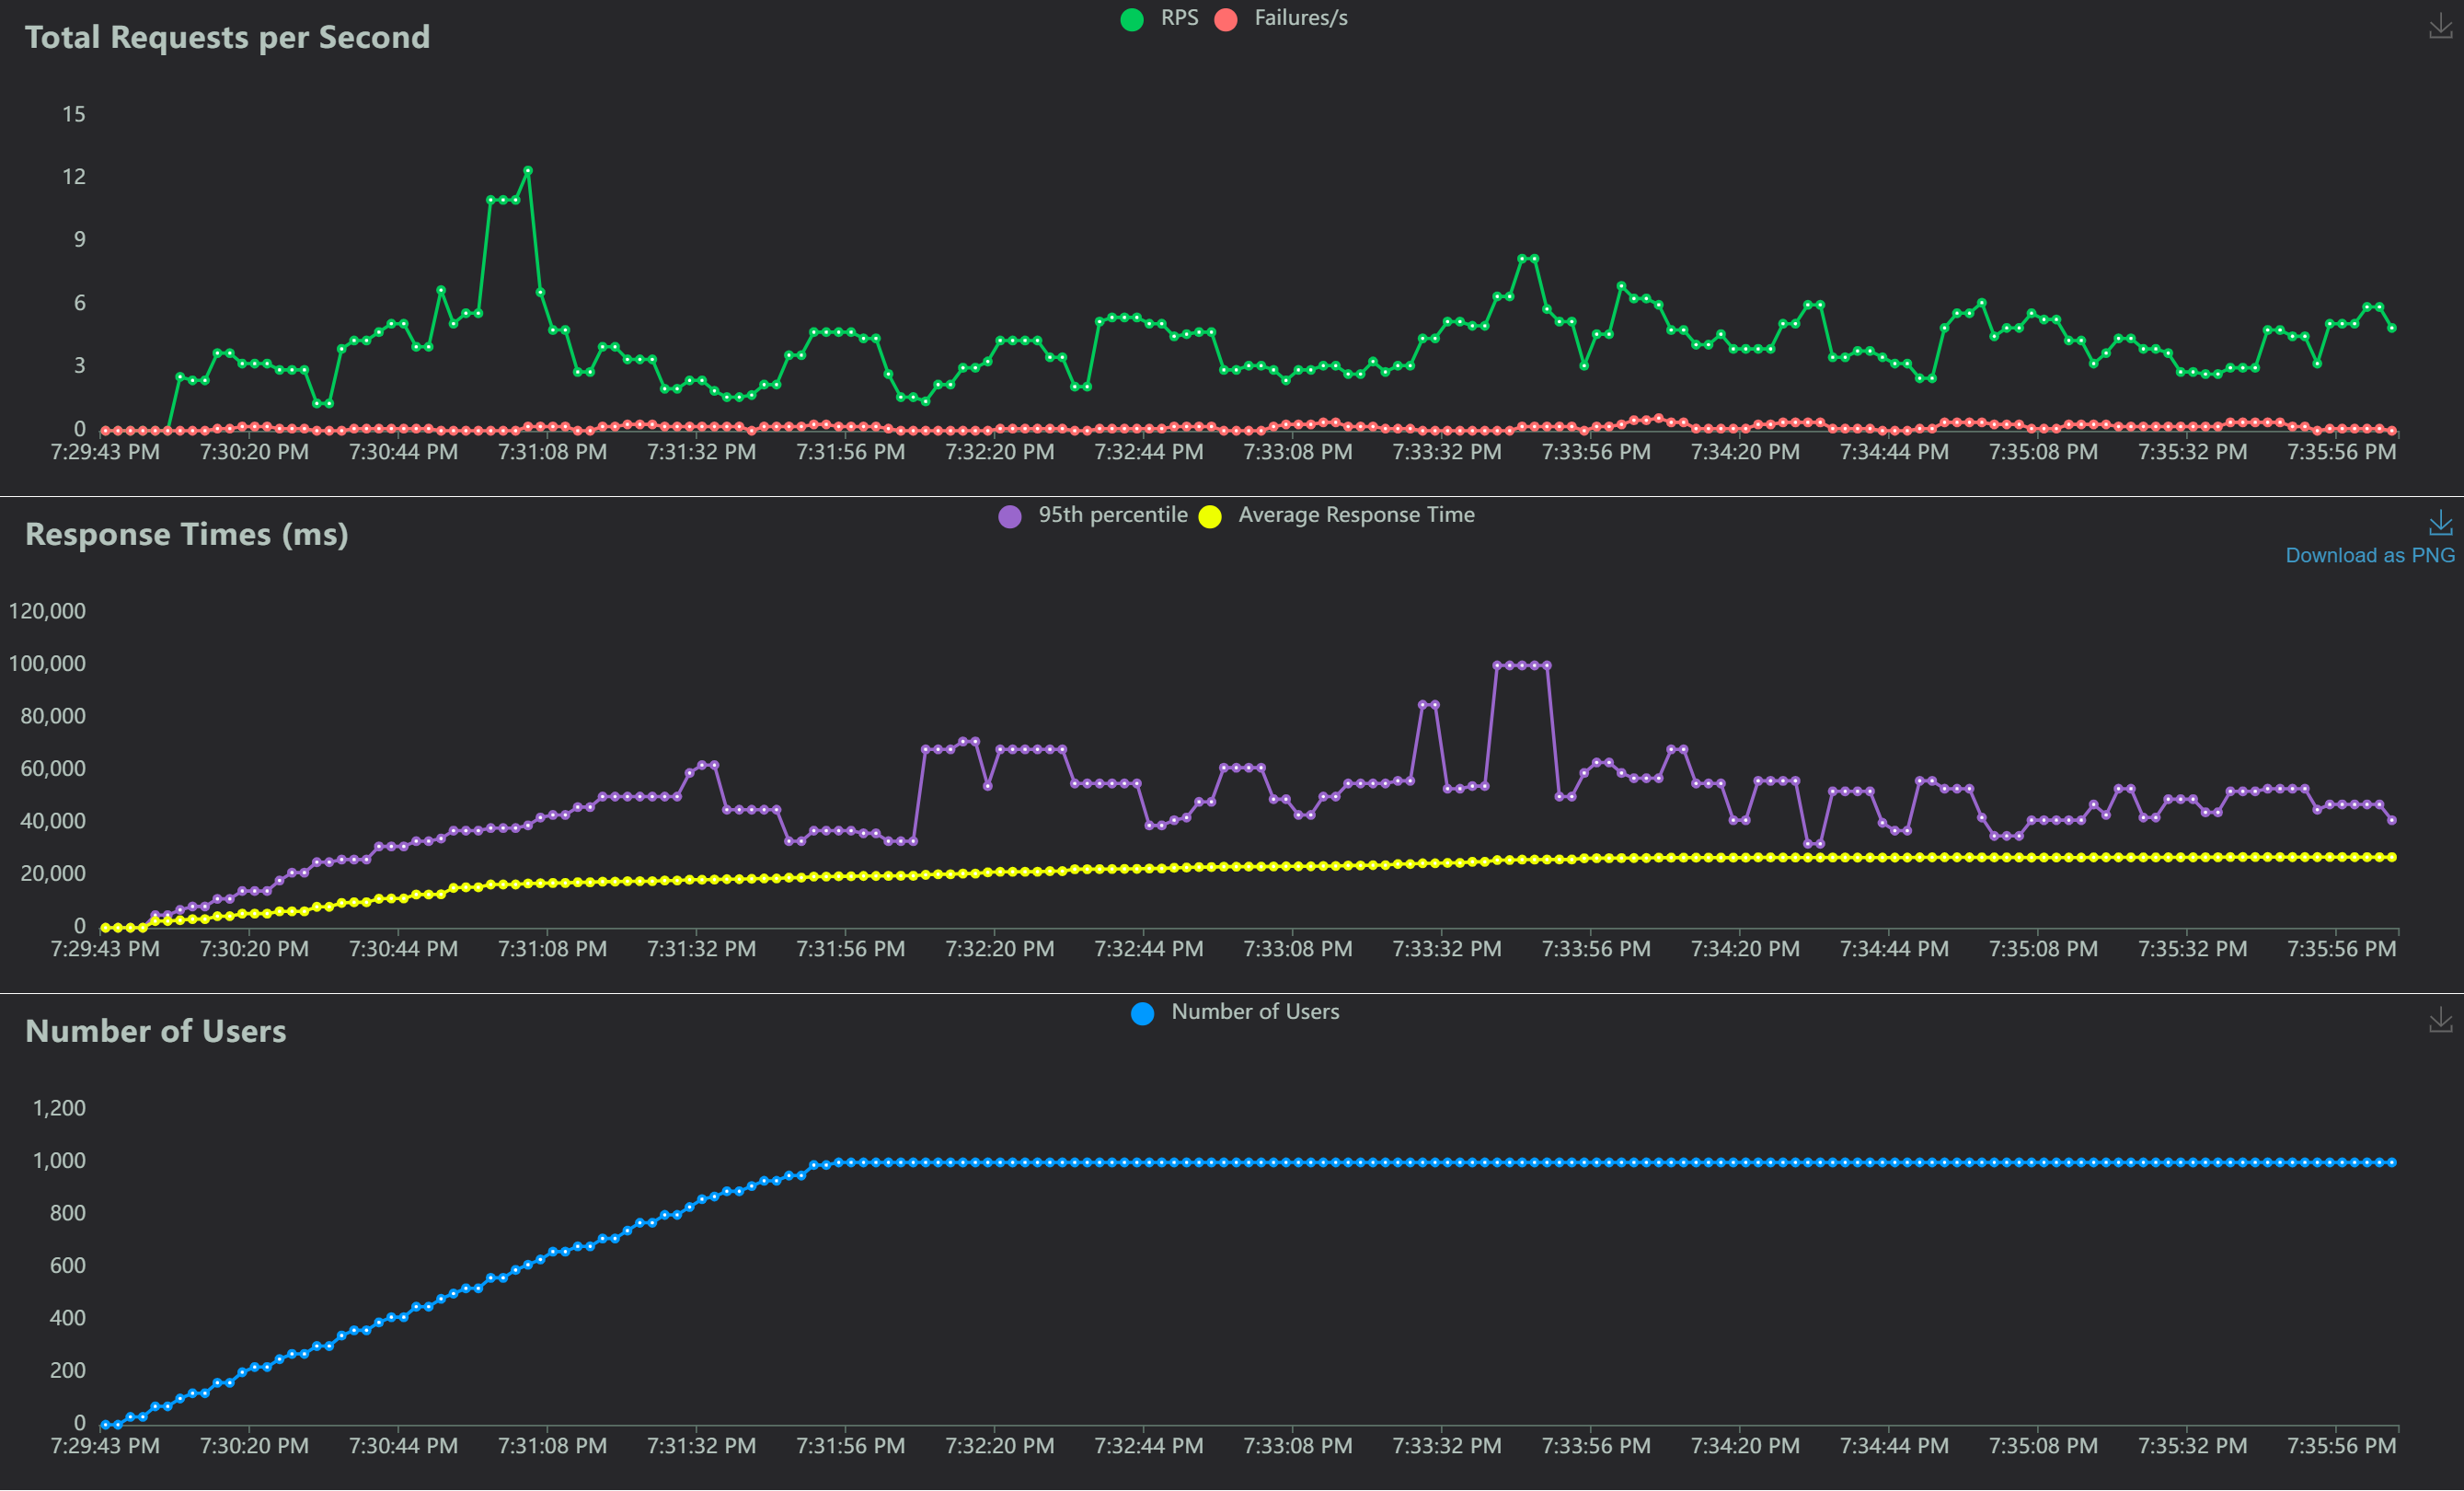 Total Requests per Second
RPS Failures/s
15
12
9
6
3
0
7:29:43 PM 7:30:20 PM 7:30:44 PM 7:31:08 PM 7:31:32 PM 7:31:56 PM 7:32:20 PM 7:32:44 PM 7:33:08 PM 7:33:32 PM 7:33:56 PM 7:34:20 PM 7:34:44 PM 7:35:08 PM 7:35:32 PM 7:35:56 PM
Response Times (ms)
95th percentile Average Response Time
Download as PNG
120,000
100,000
80,000
60,000
40,000
20,000
0
7:29:43 PM 7:30:20 PM 7:30:44 PM 7:31:08 PM 7:31:32 PM 7:31:56 PM 7:32:20 PM 7:32:44 PM 7:33:08 PM 7:33:32 PM 7:33:56 PM 7:34:20 PM 7:34:44 PM 7:35:08 PM 7:35:32 PM 7:35:56 PM
Number of Users
Number of Users
1,200
1,000
800
600
400
200
0
7:29:43 PM 7:30:20 PM 7:30:44 PM 7:31:08 PM 7:31:32 PM 7:31:56 PM 7:32:20 PM 7:32:44 PM 7:33:08 PM 7:33:32 PM 7:33:56 PM 7:34:20 PM 7:34:44 PM 7:35:08 PM 7:35:32 PM 7:35:56 PM